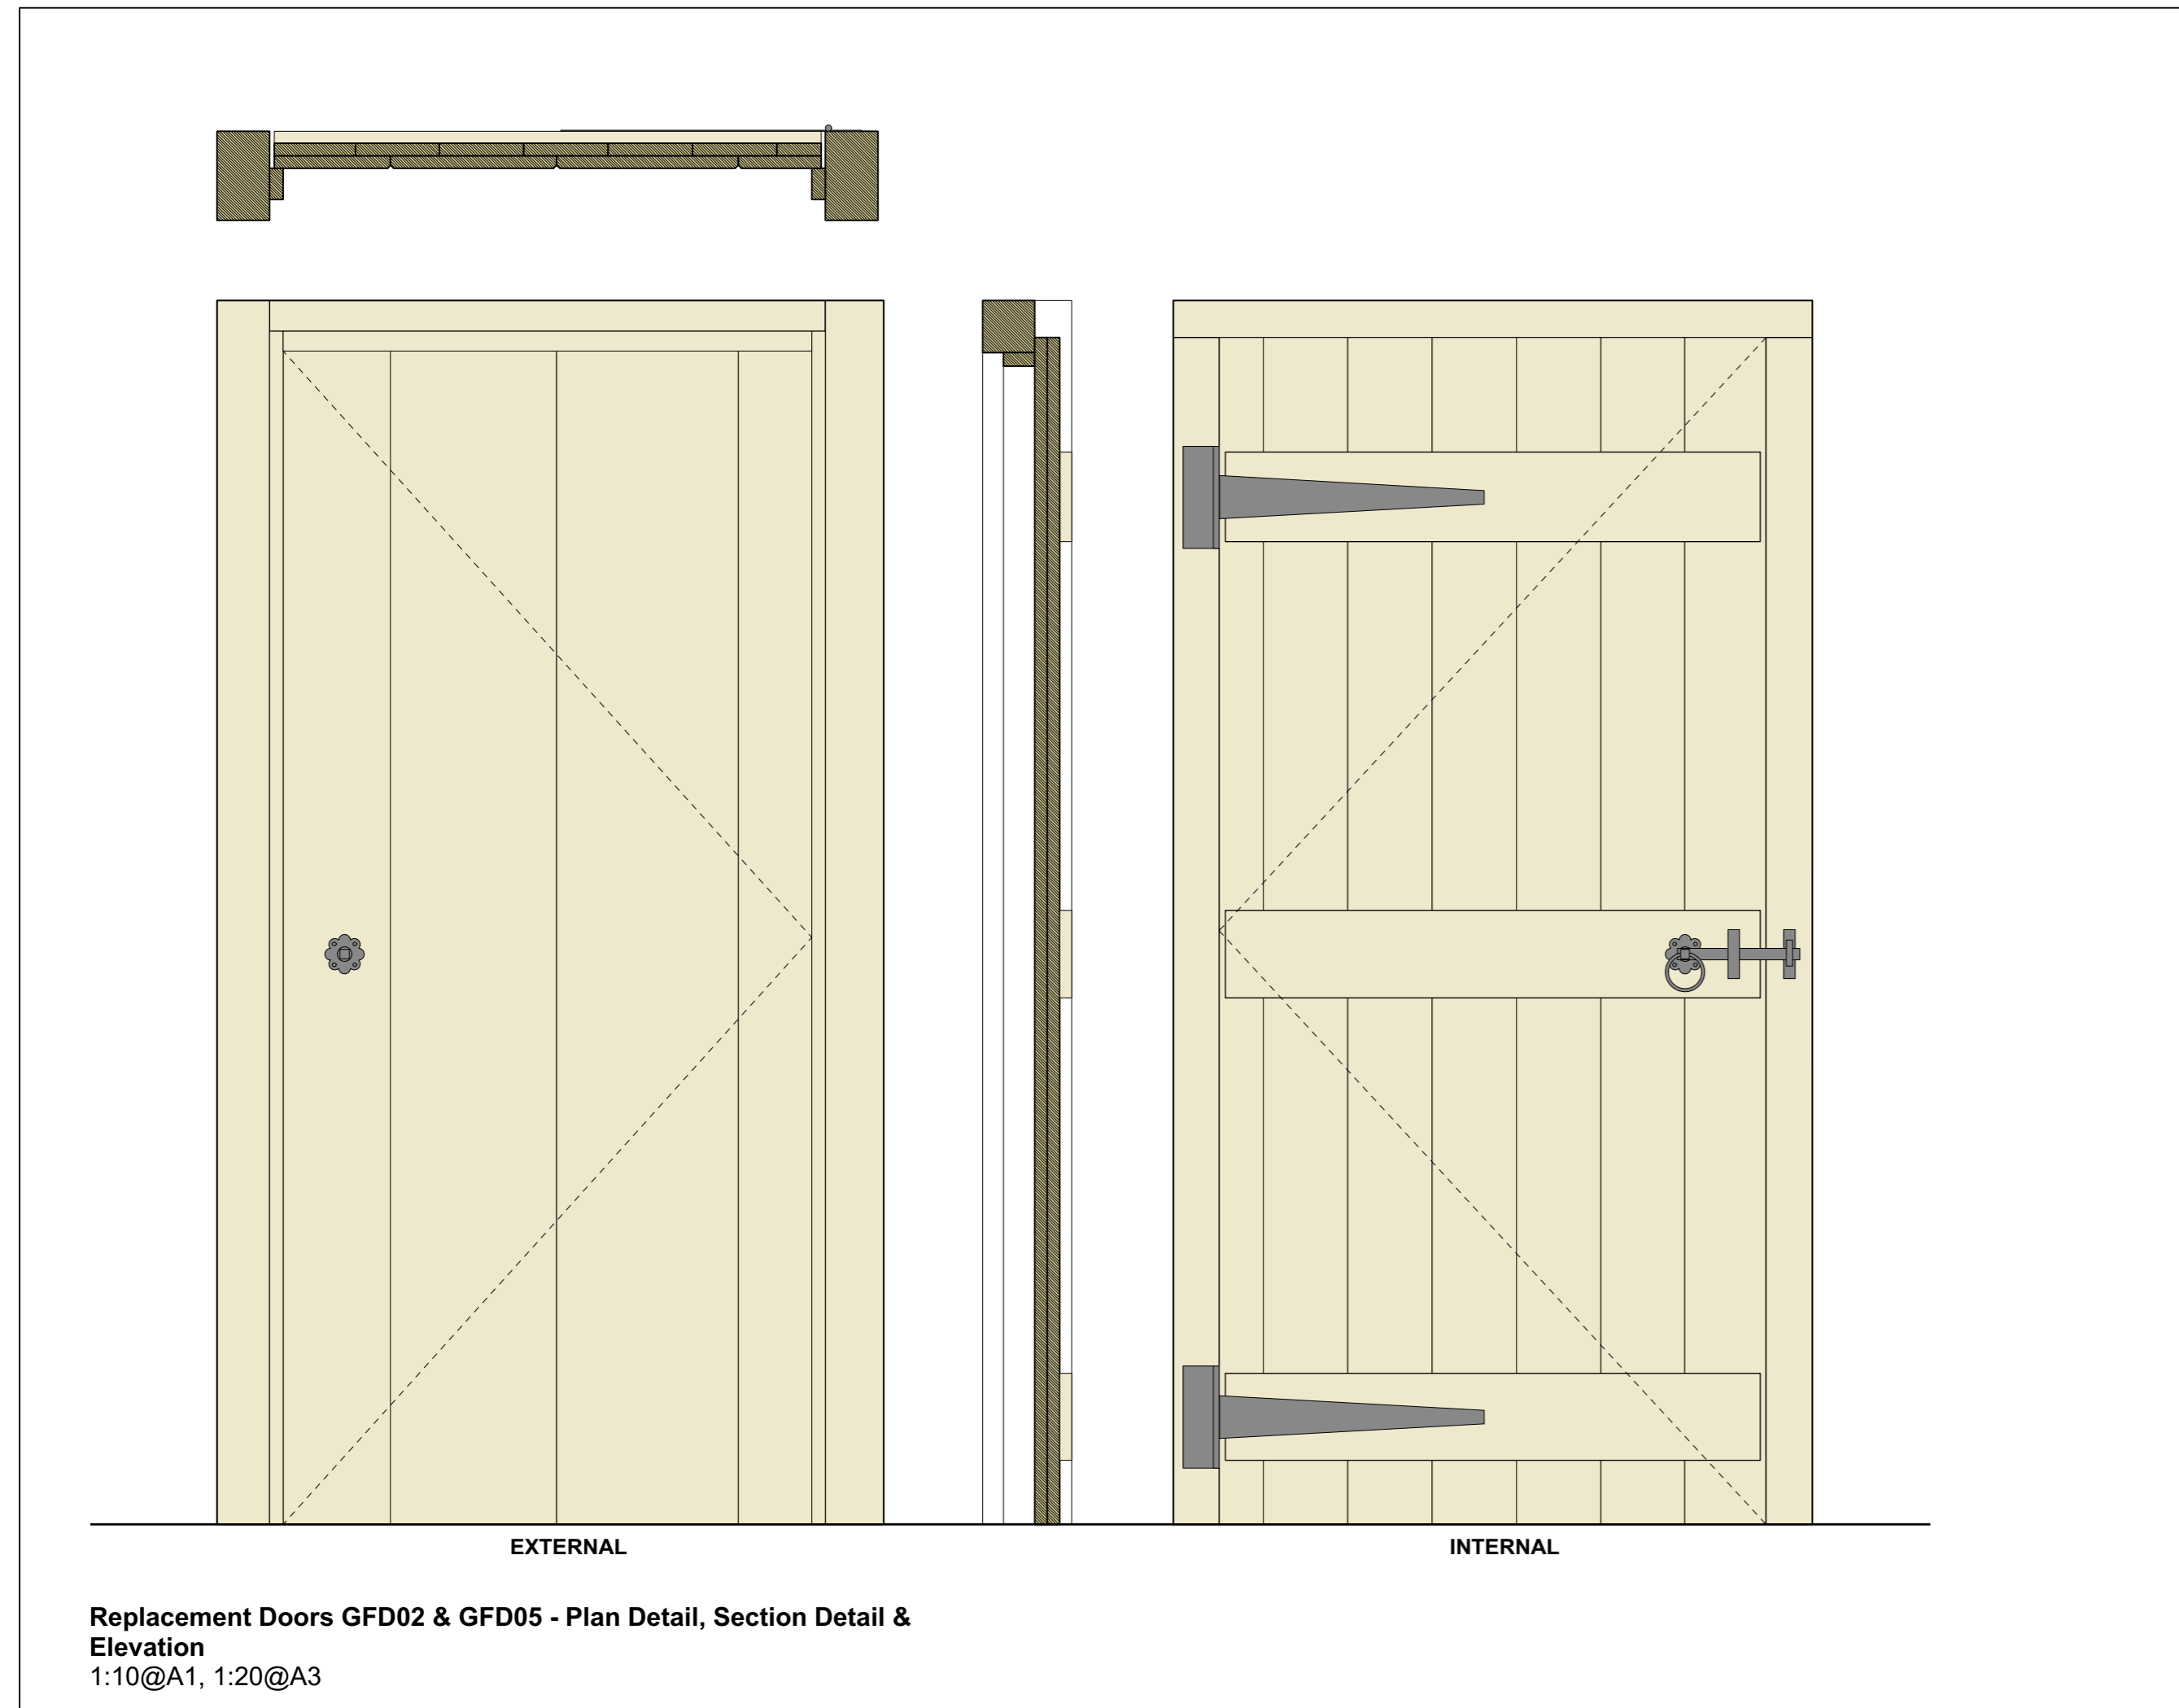 EXTERNAL
INTERNAL
Replacement Doors GFD02 & GFD05 - Plan Detail, Section Detail &
Elevation
1:10@A1, 1:20@A3